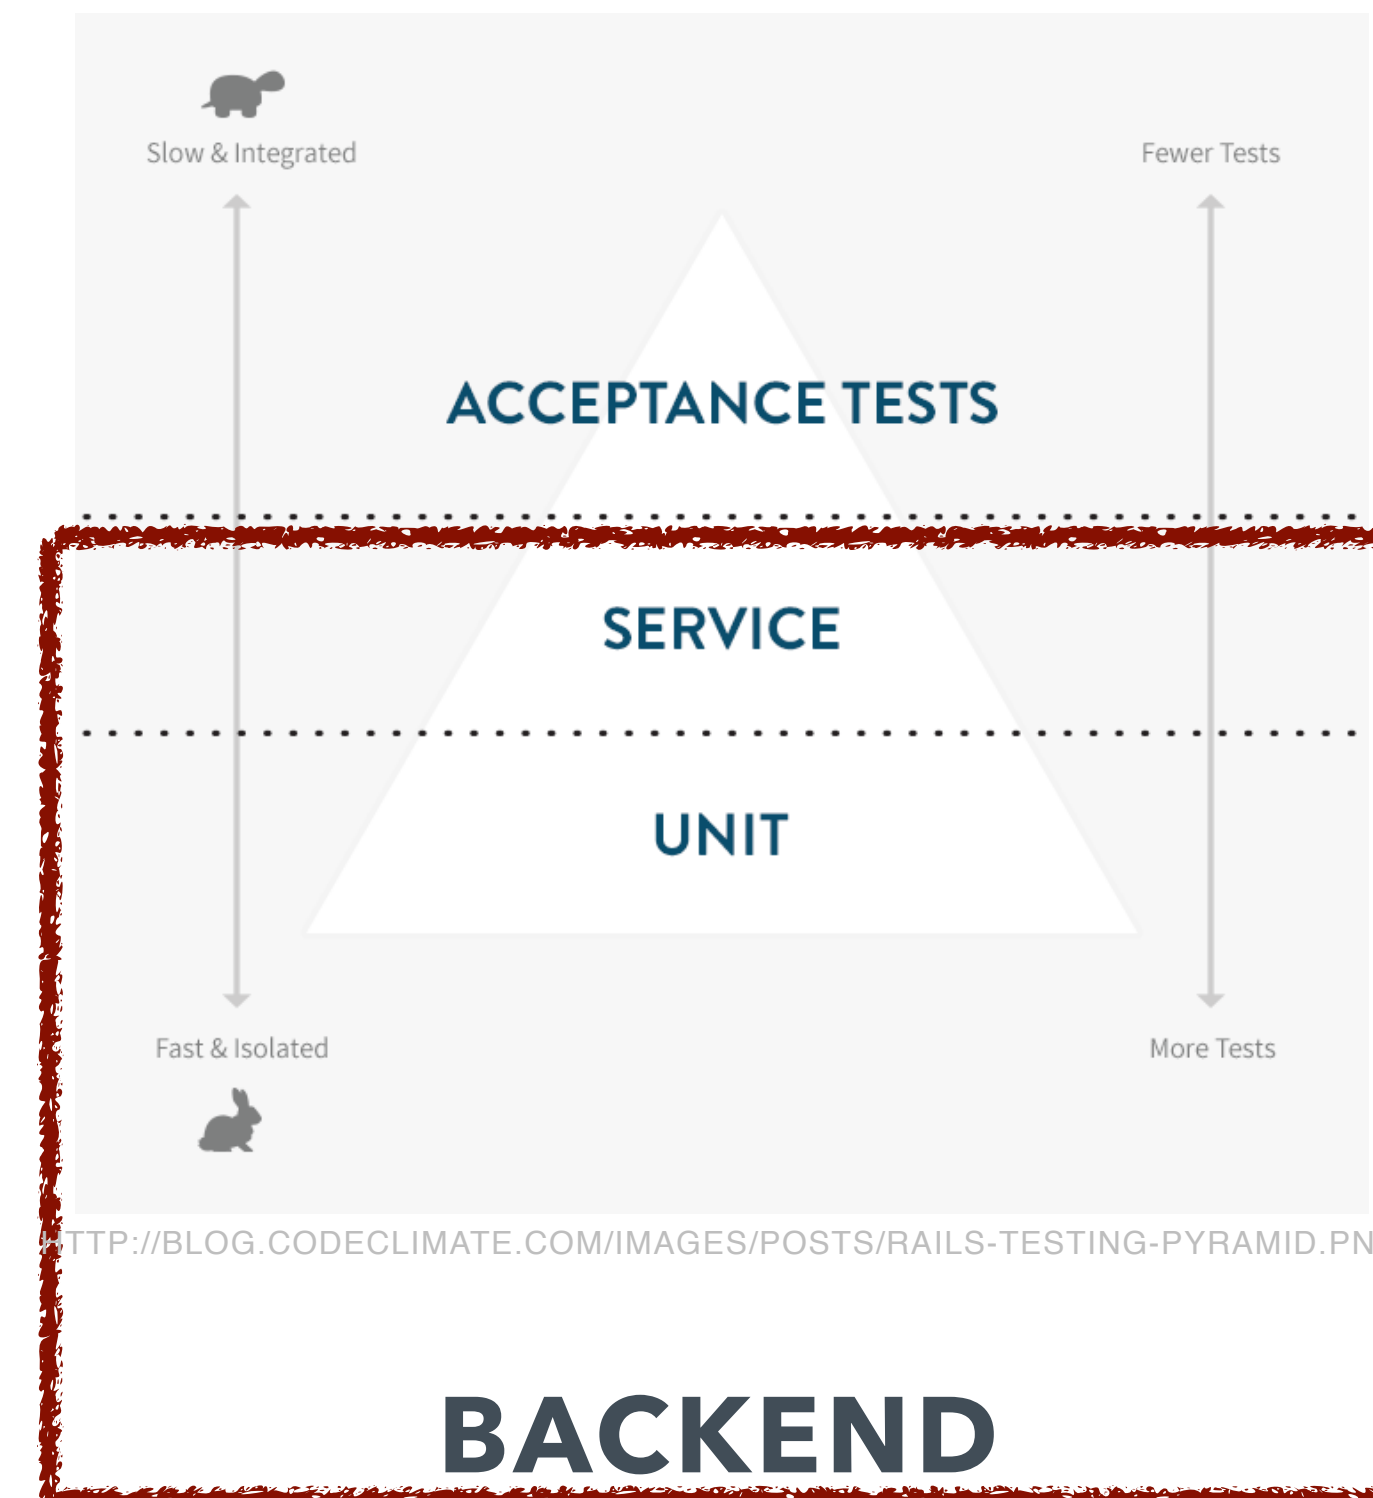 Slow & Integrated
Fewer Tests
ACCEPTANCE TESTS
SERVICE
UNIT
Fast & Isolated
More Tests
HTTP://BLOG.CODECLIMATE.COM/IMAGES/POSTS/RAILS-TESTING-PYRAMID.PN
BACKEND